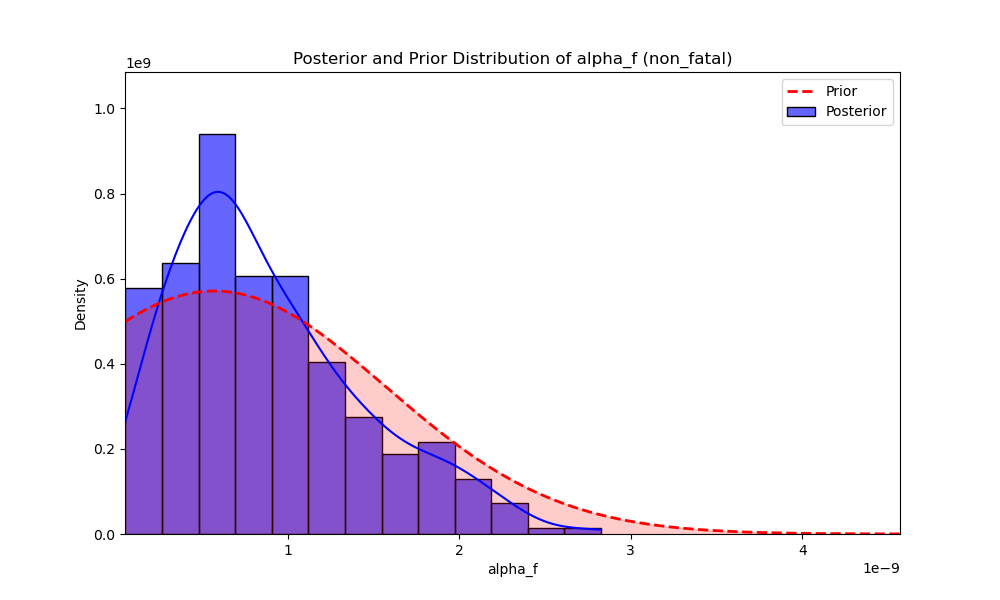 Posterior and Prior Distribution of alpha_f (non_fatal)
1e9
Prior
Posterior
1.0
0.8
0.6
0.4
0.2
0.0
Density
1 2 3 4
alpha_f
1e−9